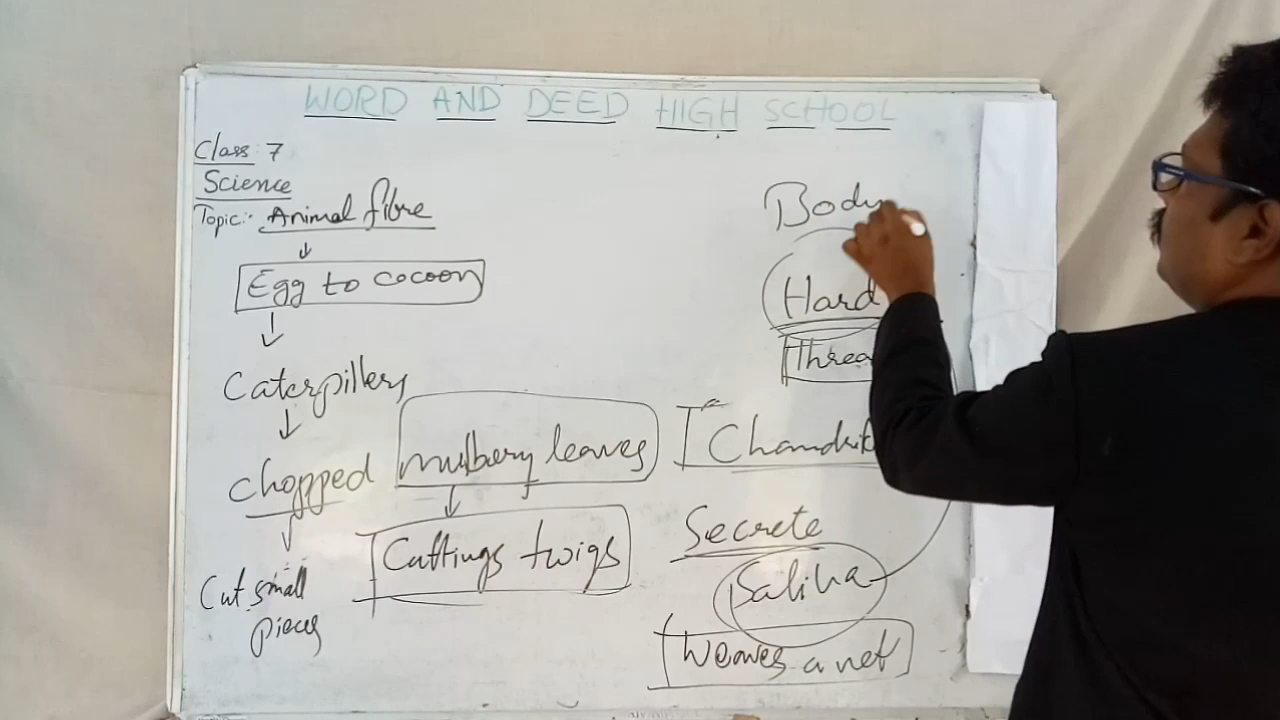 WORD AND DEED HIGH SCHOOL
Class: 7
Science
Topic:- Animal fibre
Egg to cocoon
Caterpillers
chopped
mulbery leaves
Cuttings twigs
Cut small
pieces
Body
Hard
Secrete
Saliva
Weaves a net